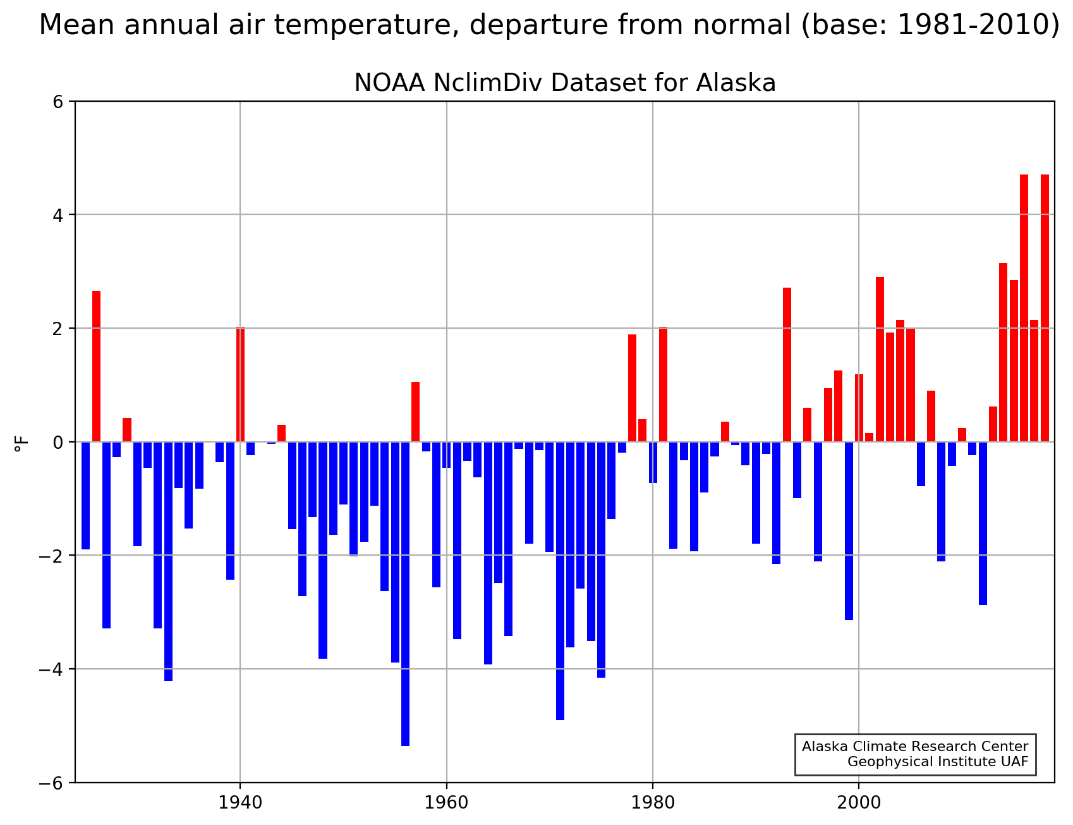 Mean annual air temperature, departure from normal (base: 1981-2010)
NOAA NclimDiv Dataset for Alaska
6
4
2
0
−2
−4
−6
°F
1940
1960
1980
2000
Alaska Climate Research Center
Geophysical Institute UAF